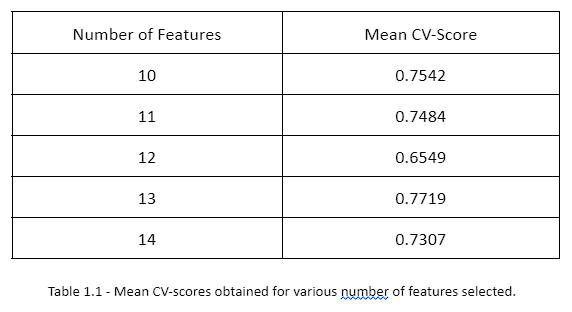 Number of Features Mean CV-Score
10 0.7542
11 0.7484
12 0.6549
13 0.7719
14 0.7307
Table 1.1 - Mean CV-scores obtained for various number of features selected.